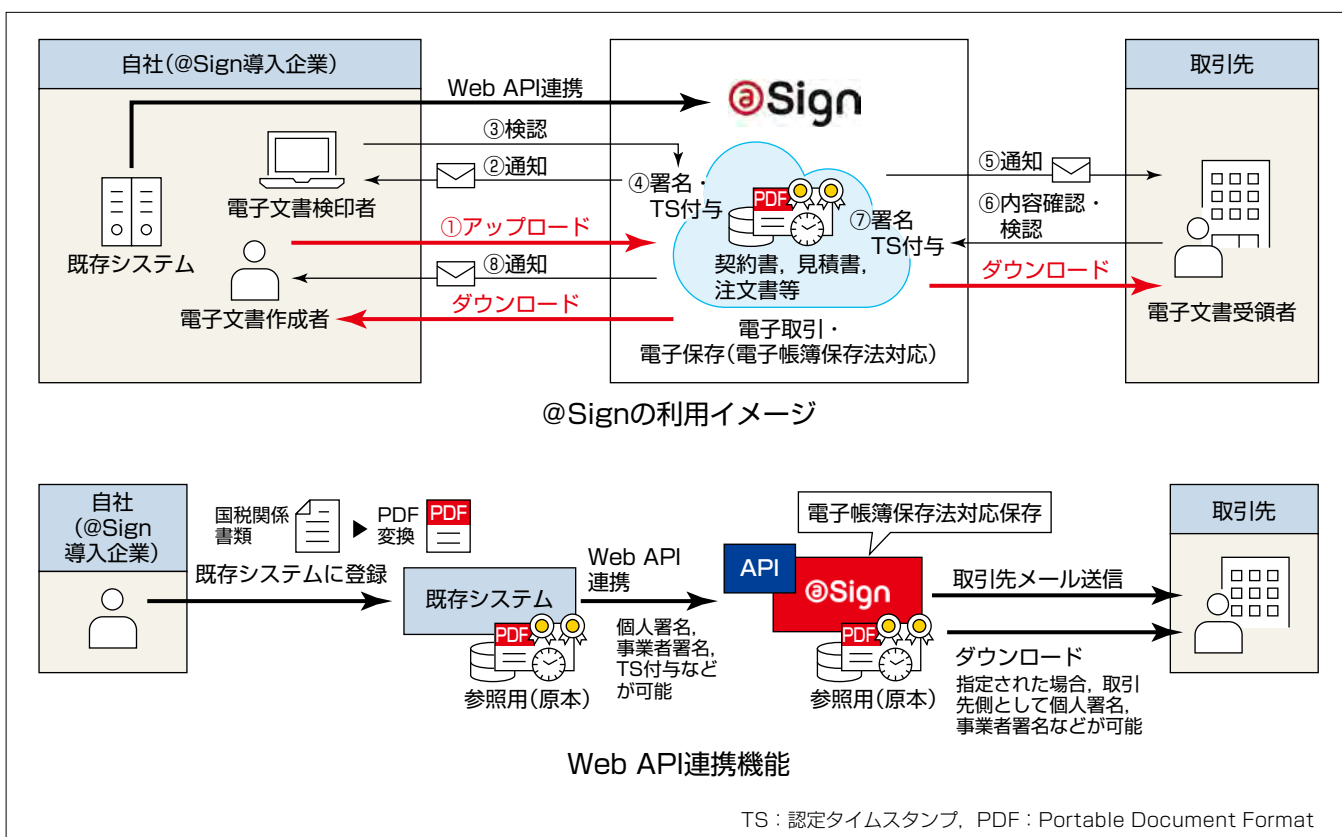 自社(@Sign導入企業)
Web API連携
@Sign
取引先
③検認
②通知
④署名・
TS付与
⑤通知
⑥内容確認・
検認
電子文書検印者
既存システム
①アップロード
⑧通知
ダウンロード
電子文書作成者
PDF
⑦署名
TS付与
契約書，見積書，
注文書等
ダウンロード
電子文書受領者
電子取引・
電子保存(電子帳簿保存法対応)
@Signの利用イメージ
自社
(@Sign
導入企業)
国税関係
書類
PDF
変換
PDF
既存システムに登録
既存システム
PDF
参照用(原本)
Web API
連携
個人署名，
事業者署名，
TS付与など
が可能
電子帳簿保存法対応保存
API
@Sign
PDF
参照用(原本)
取引先メール送信
ダウンロード
指定された場合，取引
先側として個人署名，
事業者署名などが可能
取引先
Web API連携機能
TS：認定タイムスタンプ，PDF：Portable Document Format